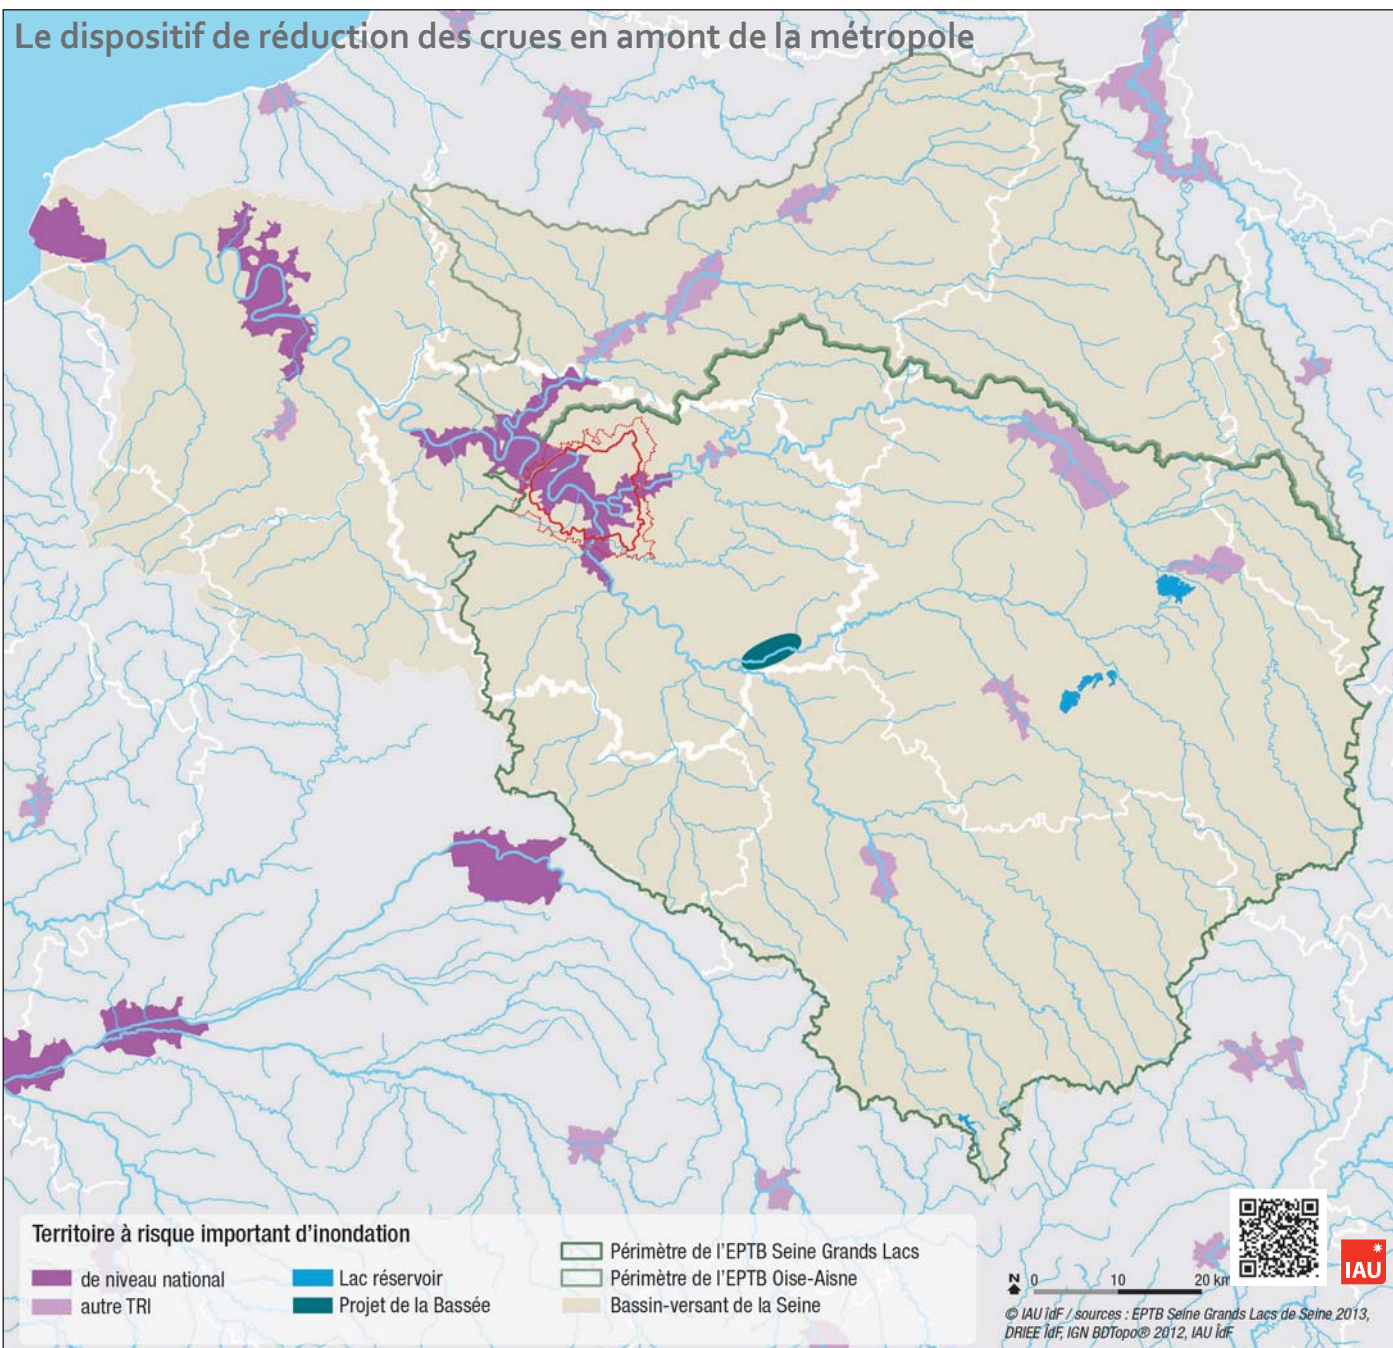 Le dispositif de réduction des crues en amont de la métropole
Territoire à risque important d'inondation
de niveau national
autre TRI
Lac réservoir
Projet de la Bassée
Périmètre de l'EPTB Seine Grands Lacs
Périmètre de l'EPTB Oise-Aisne
Bassin-versant de la Seine
N 0 10 20 km
IAU
© IAU îdF / sources : EPTB Seine Grands Lacs de Seine 2013,
DRIEE ÎdF, IGN BDTopo® 2012, IAU ÎdF